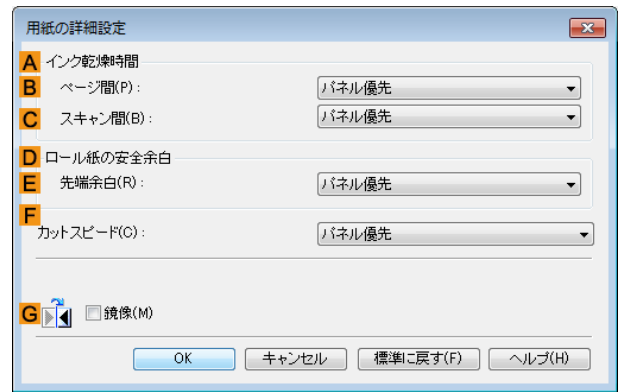 用紙の詳細設定
A インク乾燥時間
B ページ間(P): パネル優先
C スキャン間(B): パネル優先
D ロール紙の安全余白
E 先端余白(R): パネル優先
F
カットスピード(C): パネル優先
G 鏡像(M)
OK キャンセル 標準に戻す(F) ヘルプ(H)